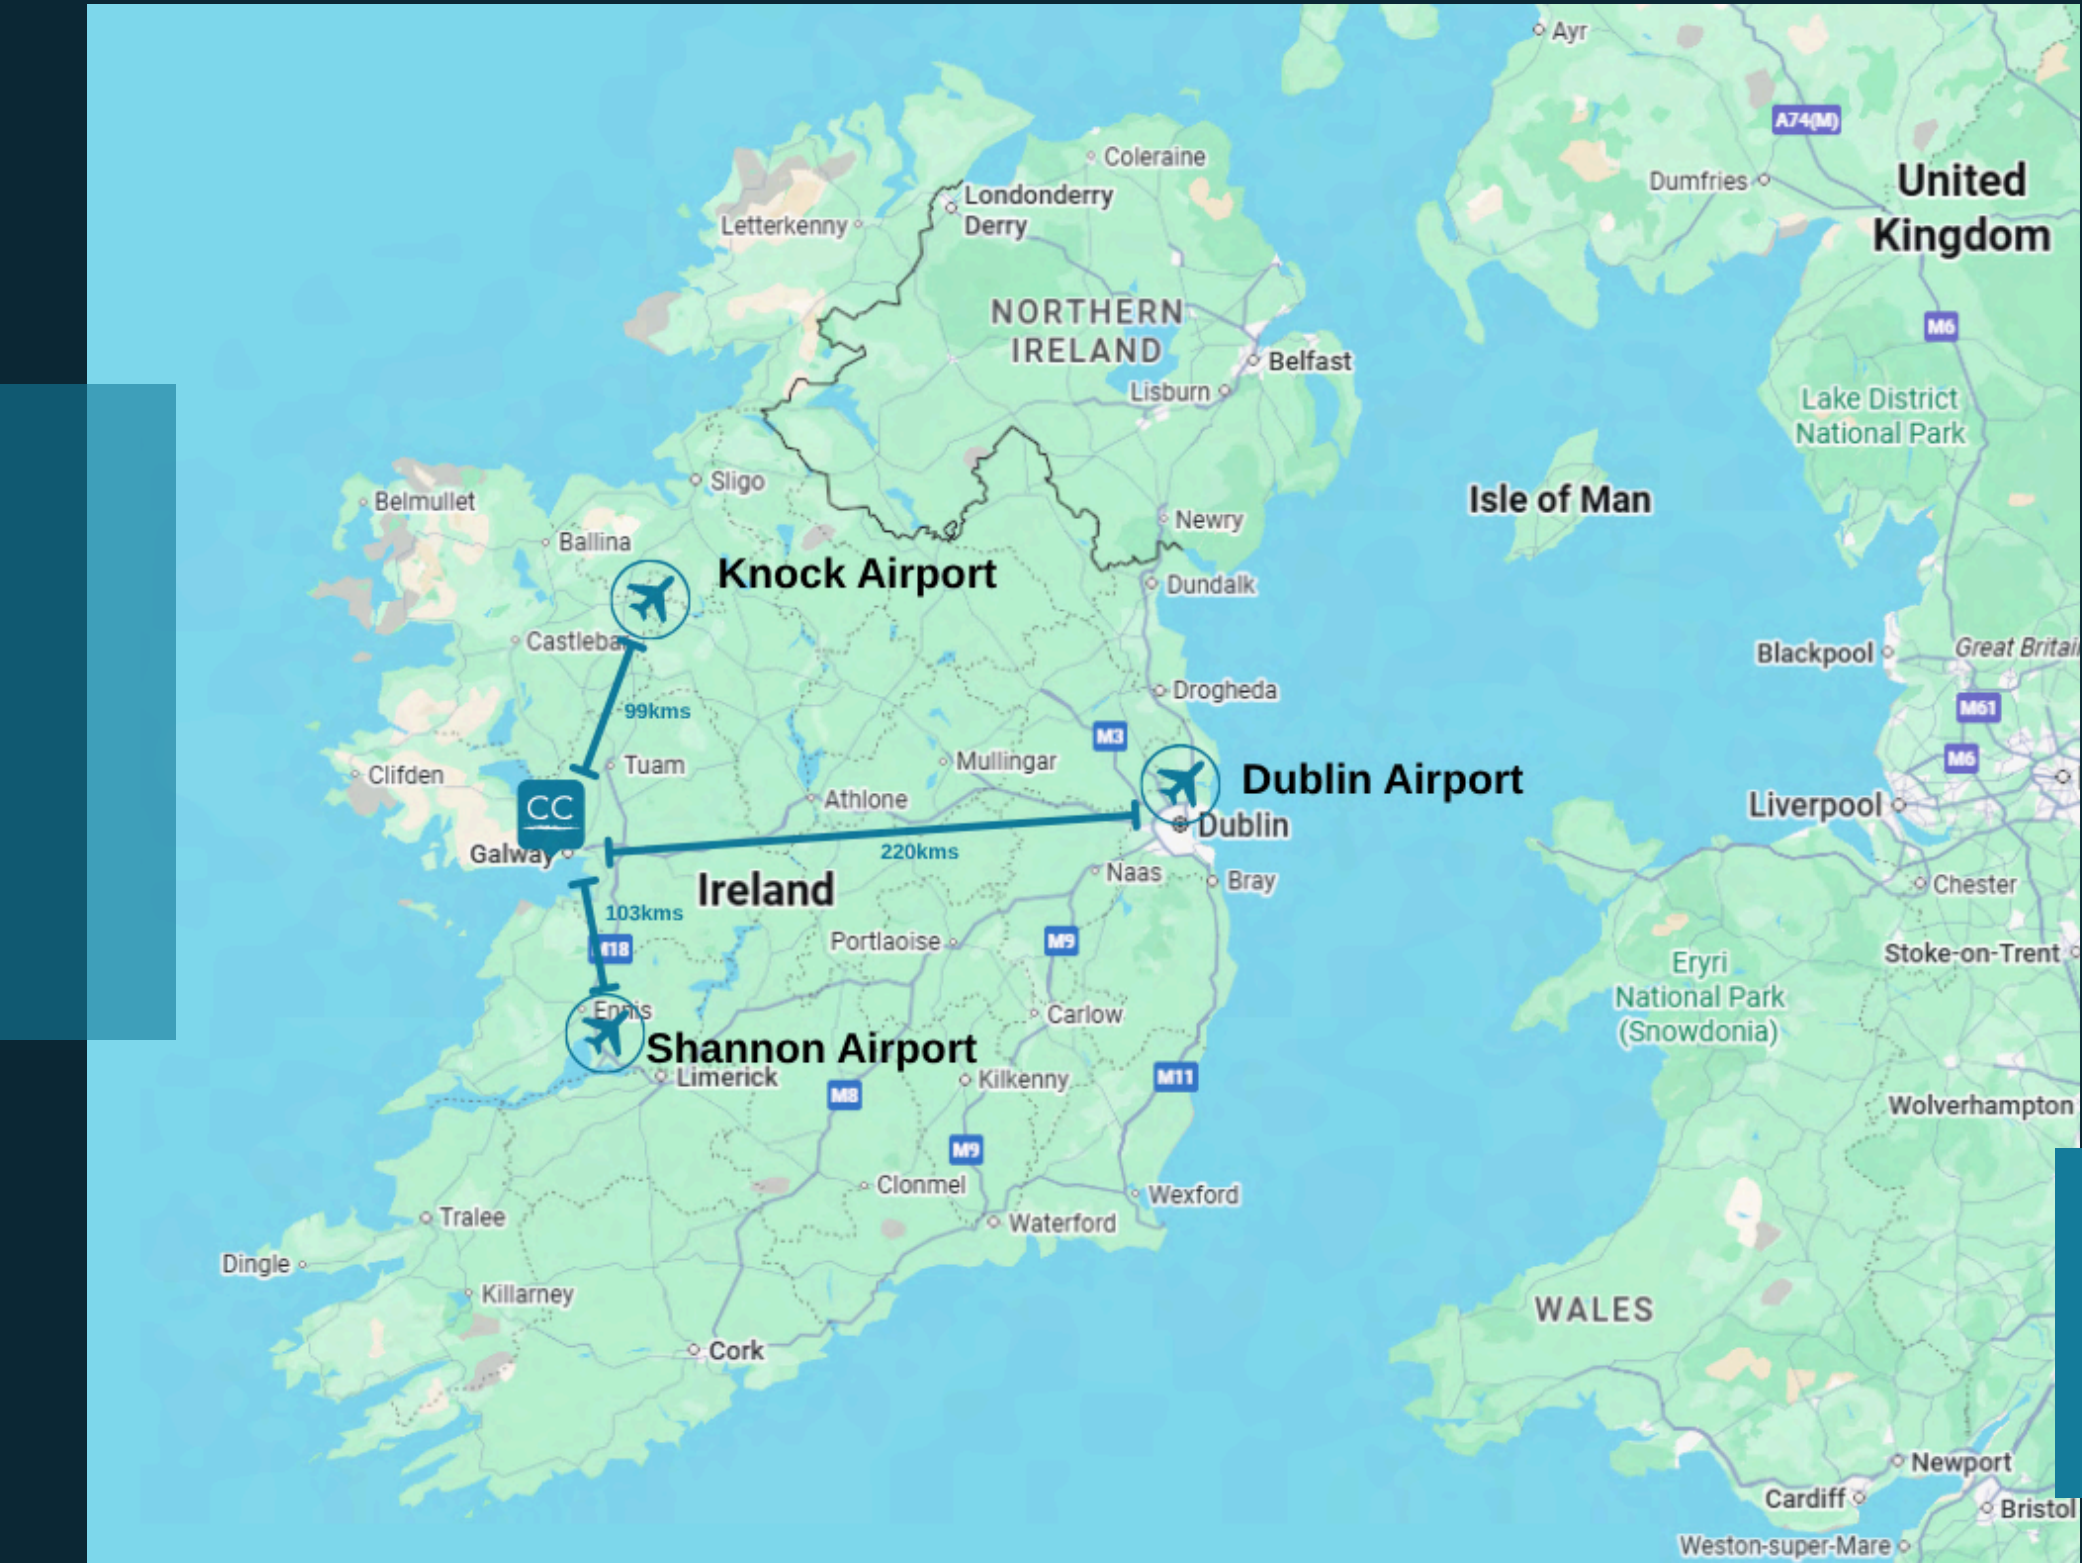 Ayr
A74(M)
Coleraine
Dumfries
United
Kingdom
Londonderry
Derry
Letterkenny
NORTHERN
IRELAND
M6
Belfast
Lisburn
Lake District
National Park
Sligo
Belmullet
Isle of Man
Newry
Ballina
Knock Airport
Dundalk
Castlebar
Blackpool
Great Britain
Drogheda
99kms
M61
M3
Tuam
Mullingar
M6
Clifden
Dublin Airport
Athlone
CC
Liverpool
Dublin
Galway
220kms
Naas
Bray
Ireland
Chester
103kms
M18
Portlaoise
M9
Stoke-on-Trent
Eryri
National Park
(Snowdonia)
Ennis
Carlow
Shannon Airport
Limerick
Kilkenny
M11
M8
Wolverhampton
M9
Clonmel
Wexford
Tralee
Waterford
Dingle
Killarney
WALES
Cork
Newport
Cardiff
Bristol
Weston-super-Mare